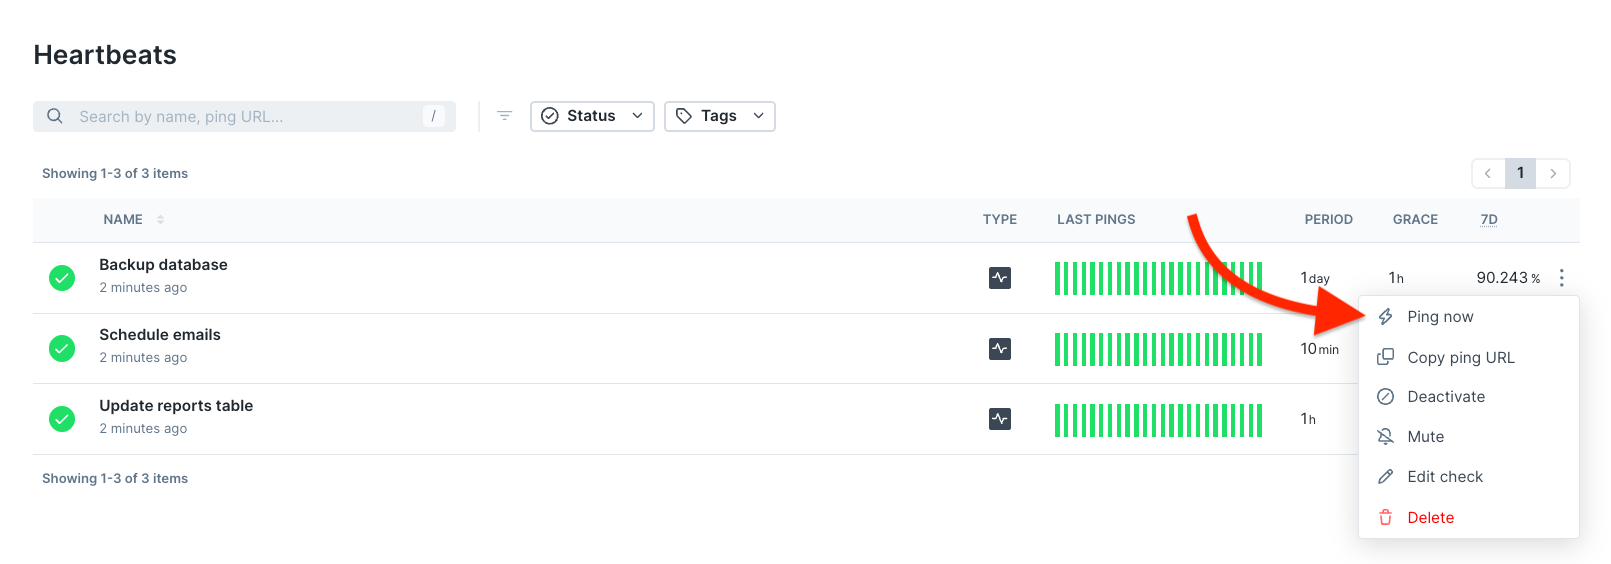 Heartbeats
Search by name, ping URL... /
Status
Tags
Showing 1-3 of 3 items
1
NAME TYPE LAST PINGS PERIOD GRACE 7D
Backup database
2 minutes ago
1 day 1 h 90.243 %
Schedule emails
2 minutes ago
10 min
Update reports table
2 minutes ago
1 h
Ping now
Copy ping URL
Deactivate
Mute
Edit check
Delete
Showing 1-3 of 3 items